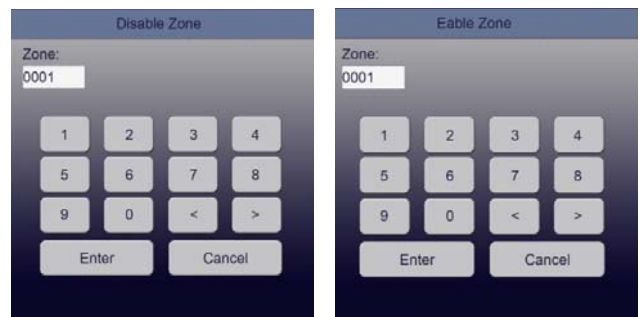 Disable Zone
Zone:
0001
1 2 3 4
5 6 7 8
9 0 < >
Enter Cancel
Eable Zone
Zone:
0001
1 2 3 4
5 6 7 8
9 0 < >
Enter Cancel